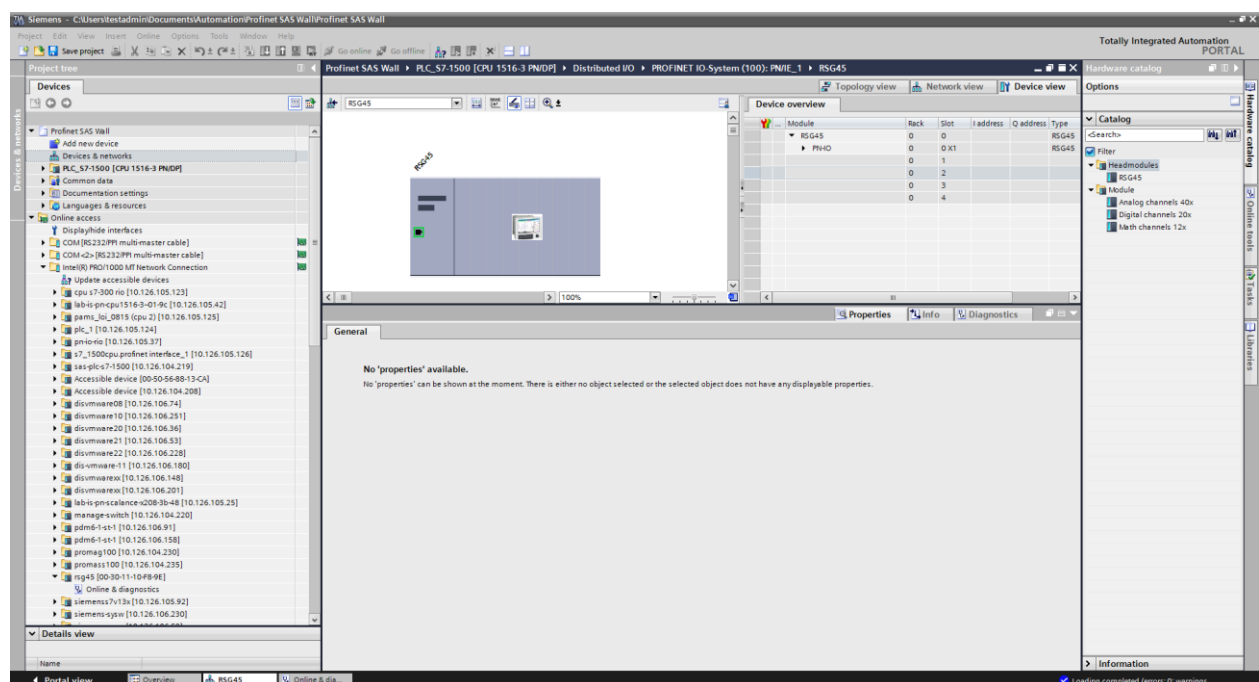 Siemens - C:\Users\testadmin\Documents\Automation\Profinet SAS Wall\Profinet SAS Wall
Project Edit View Insert Online Options Tools Window Help
Save project
Go online Go offline
Totally Integrated Automation
PORTAL
Project tree
Devices
Devices & networks
Profinet SAS Wall
Add new device
Devices & networks
PLC_S7-1500 [CPU 1516-3 PN/DP]
Common data
Documentation settings
Languages & resources
Online access
Display/hide interfaces
COM [RS232/PPI multi-master cable]
COM <2> [RS232/PPI multi-master cable]
Intel(R) PRO/1000 MT Network Connection
Update accessible devices
cpu s7-300 rio [10.126.105.123]
lab-is-pn-cpu1516-3-01-9c [10.126.105.42]
pams_loi_0815 (cpu 2) [10.126.105.125]
plc_1 [10.126.105.124]
pn-io-rio [10.126.105.37]
s7_1500cpu.profinet interface_1 [10.126.105.126]
sas-plc-s7-1500 [10.126.104.219]
Accessible device [00-50-56-88-13-CA]
Accessible device [10.126.104.208]
disvmware08 [10.126.106.74]
disvmware10 [10.126.106.251]
disvmware20 [10.126.106.36]
disvmware21 [10.126.106.53]
disvmware22 [10.126.106.228]
dis-vmware-11 [10.126.106.180]
disvmwarexx [10.126.106.148]
disvmwarexx [10.126.106.201]
lab-is-pn-scalance-x208-3b-48 [10.126.105.25]
manage-switch [10.126.104.220]
pdm6-1-st-1 [10.126.106.91]
pdm6-1-st-1 [10.126.106.158]
promag100 [10.126.104.230]
promass100 [10.126.104.235]
rsg45 [00-30-11-10-F8-9E]
Online & diagnostics
siemenss7v13x [10.126.105.92]
siemens-sysw [10.126.106.230]
Details view
Name
Profinet SAS Wall PLC_S7-1500 [CPU 1516-3 PN/DP] Distributed I/O PROFINET IO-System (100): PN/IE_1 RSG45
Topology view Network view Device view
RSG45
RSG45
100%
Device overview
... Module Rack Slot I address Q address Type
RSG45 0 0 RSG45
PN-IO 0 0 X1 RSG45
0 1
0 2
0 3
0 4
Properties Info Diagnostics
General
No 'properties' available.
No 'properties' can be shown at the moment. There is either no object selected or the selected object does not have any displayable properties.
Hardware catalog
Options
Catalog
<Search>
Filter
Headmodules
RSG45
Module
Analog channels 40x
Digital channels 20x
Math channels 12x
Information
Hardware catalog
Online tools
Tasks
Libraries
Portal view Overview RSG45 Online & dia...
Loading completed (errors: 0; warnings